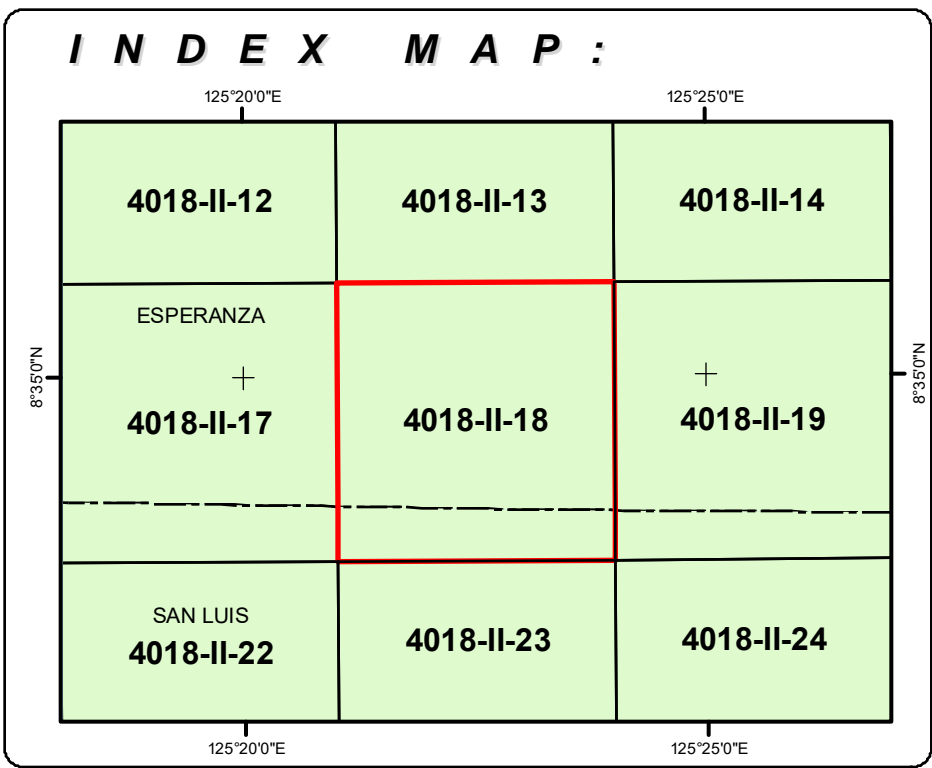 INDEX MAP:
125°20'0"E 125°25'0"E
4018-II-12 4018-II-13 4018-II-14
ESPERANZA
8°35'0"N 8°35'0"N
4018-II-17 4018-II-18 4018-II-19
SAN LUIS
4018-II-22 4018-II-23 4018-II-24
125°20'0"E 125°25'0"E